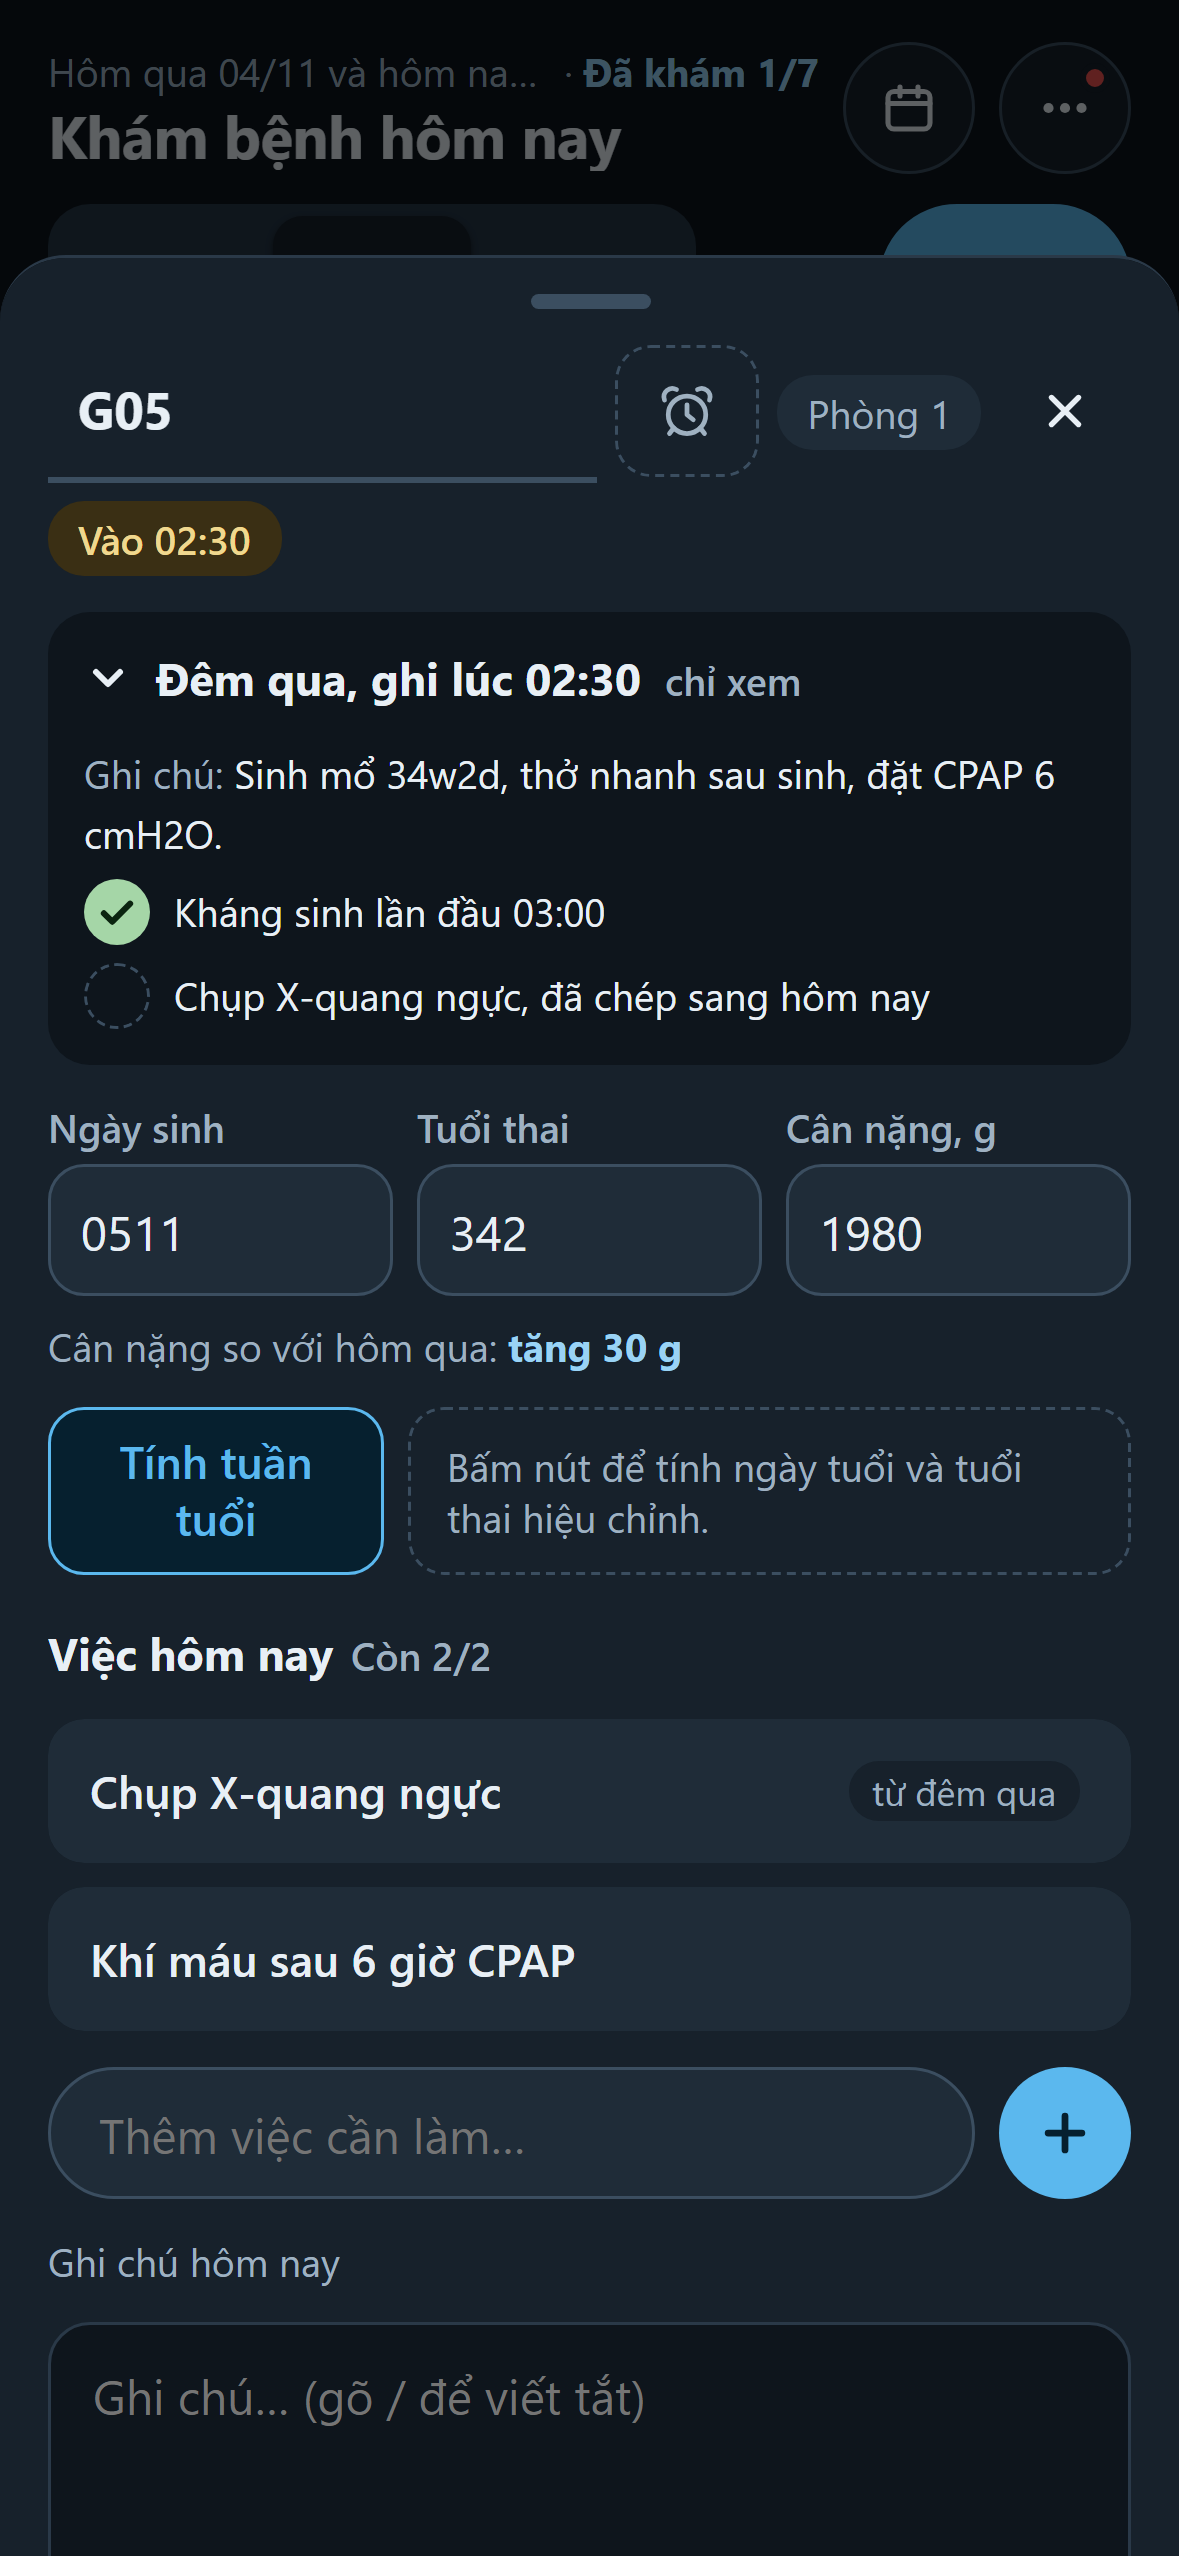 Hôm qua 04/11 và hôm na... · Đã khám 1/7
Khám bệnh hôm nay
G05
Phòng 1
Vào 02:30
Đêm qua, ghi lúc 02:30 chỉ xem
Ghi chú: Sinh mổ 34w2d, thở nhanh sau sinh, đặt CPAP 6
cmH2O.
Kháng sinh lần đầu 03:00
Chụp X-quang ngực, đã chép sang hôm nay
Ngày sinh Tuổi thai Cân nặng, g
0511 342 1980
Cân nặng so với hôm qua: tăng 30 g
Tính tuần
tuổi
Bấm nút để tính ngày tuổi và tuổi
thai hiệu chỉnh.
Việc hôm nay Còn 2/2
Chụp X-quang ngực từ đêm qua
Khí máu sau 6 giờ CPAP
Thêm việc cần làm...
Ghi chú hôm nay
Ghi chú... (gõ / để viết tắt)